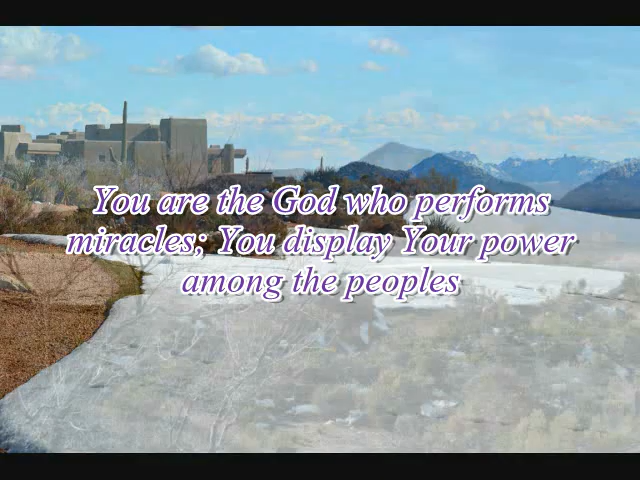 You are the God who performs
miracles; You display Your power
among the peoples